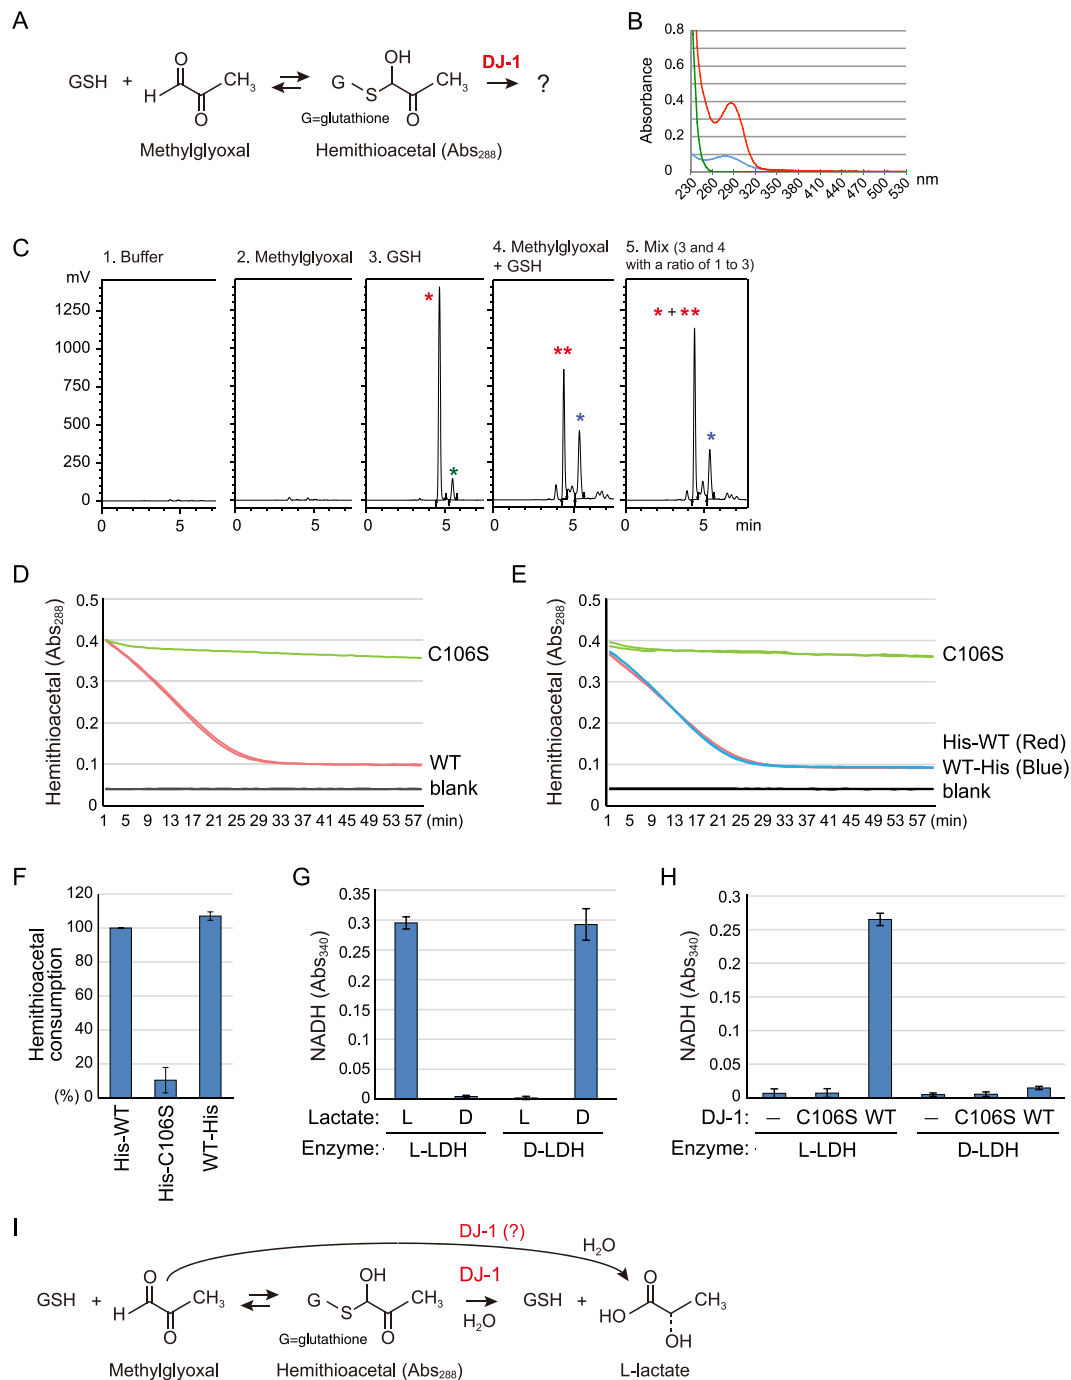 A
GSH +
O
H
CH3
O
Methylglyoxal
OH
G
S
CH3
O
G=glutathione
Hemithioacetal (Abs288)
DJ-1
?
B
Absorbance
0.8
0.6
0.4
0.2
0
230 260 290 320 350 380 410 440 470 500 530 nm
C
1. Buffer
2. Methylglyoxal
3. GSH
4. Methylglyoxal
+ GSH
5. Mix (3 and 4
with a ratio of 1 to 3)
mV
1250
1000
750
500
250
0
*
*
**
*
* + **
*
0 5 0 5 0 5 0 5 0 5 min
D
Hemithioacetal (Abs288)
0.5
0.4
0.3
0.2
0.1
0
C106S
WT
blank
1 5 9 13 17 21 25 29 33 37 41 45 49 53 57 (min)
E
Hemithioacetal (Abs288)
0.5
0.4
0.3
0.2
0.1
0
C106S
His-WT (Red)
WT-His (Blue)
blank
1 5 9 13 17 21 25 29 33 37 41 45 49 53 57 (min)
F
Hemithioacetal
consumption
120
100
80
60
40
20
(%) 0
His-WT
His-C106S
WT-His
G
NADH (Abs340)
0.35
0.3
0.25
0.2
0.15
0.1
0.05
0
Lactate: L D L D
Enzyme: L-LDH D-LDH
H
NADH (Abs340)
0.3
0.25
0.2
0.15
0.1
0.05
0
DJ-1: – C106S WT – C106S WT
Enzyme: L-LDH D-LDH
I
DJ-1 (?)
H2O
GSH +
O
H
CH3
O
Methylglyoxal
OH
G
S
CH3
O
G=glutathione
Hemithioacetal (Abs288)
DJ-1
H2O
GSH +
O
HO
CH3
OH
L-lactate